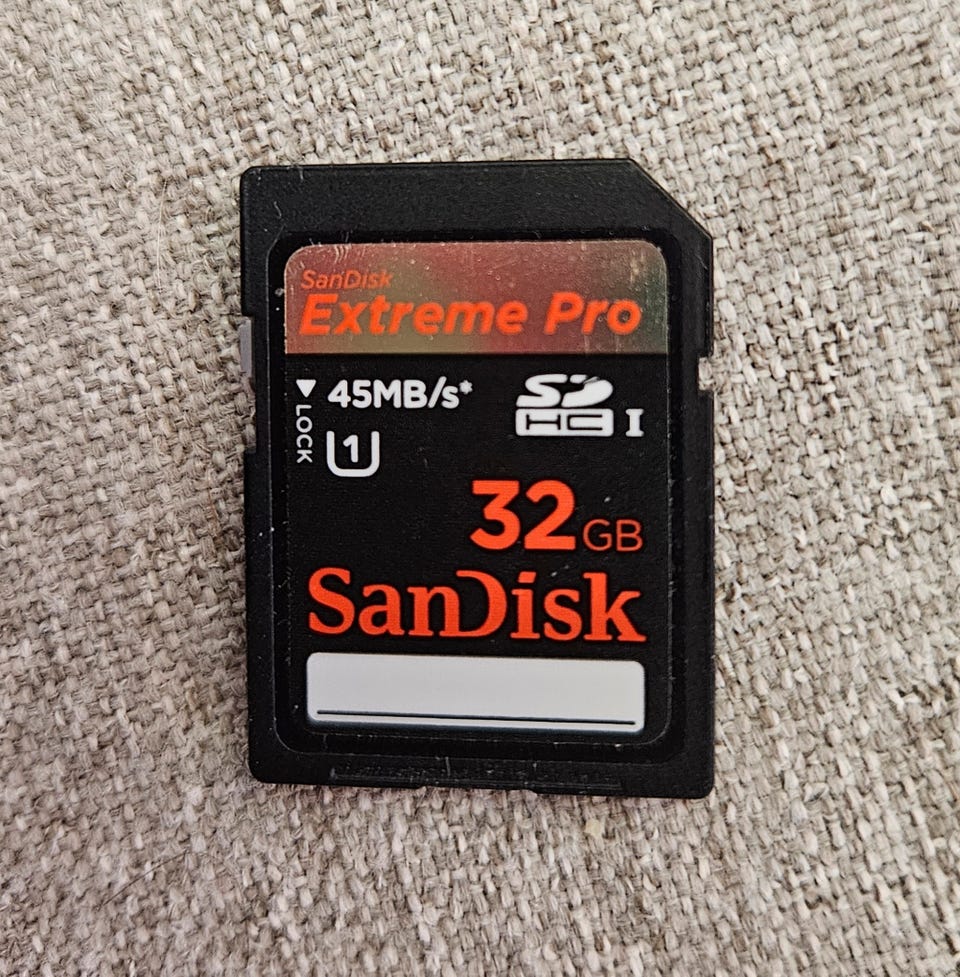 SanDisk
Extreme Pro
▼ 45MB/s*
LOCK
1
SD
HC I
32GB
SanDisk